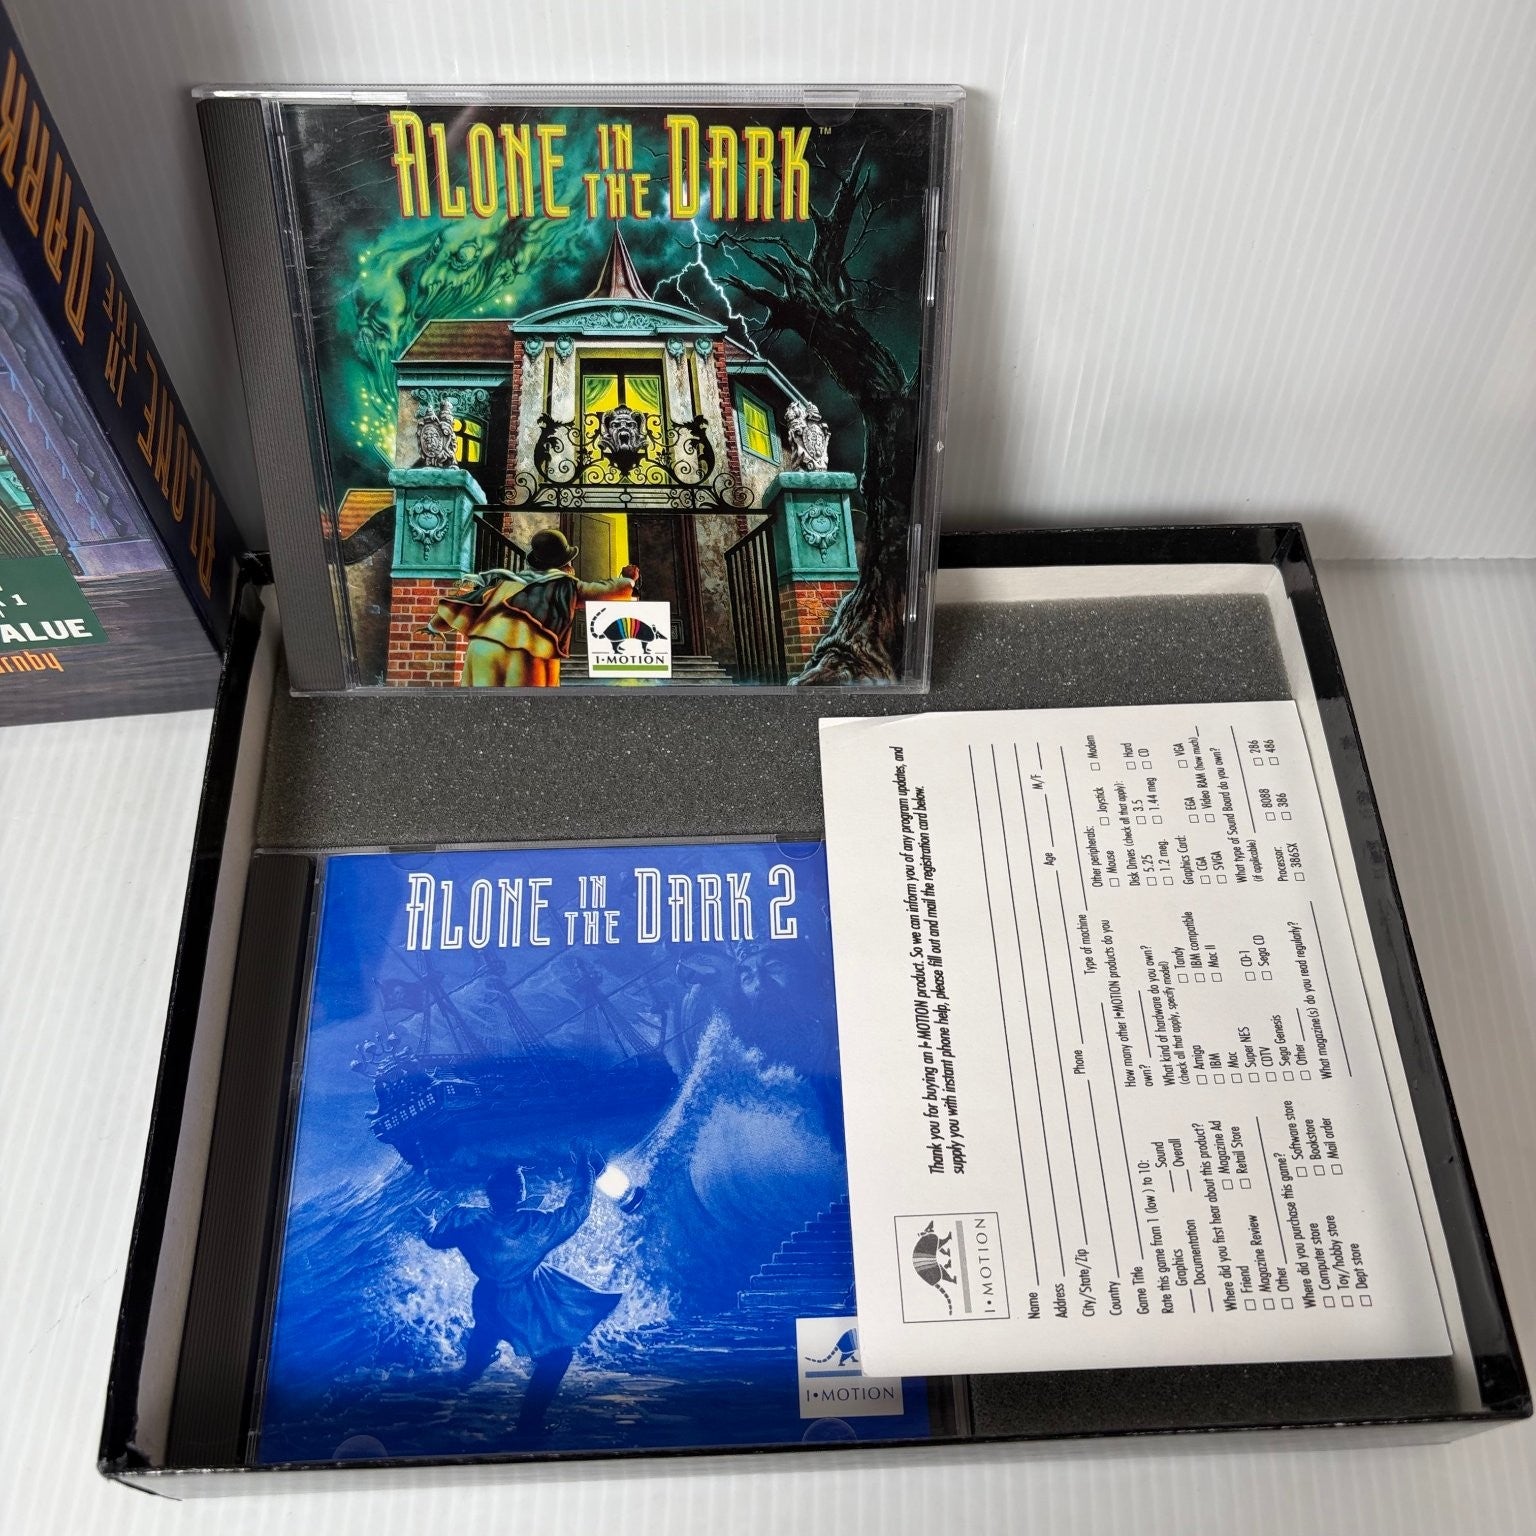 ALONE IN THE DARK
1
VALUE
ALONE IN THE DARK™
I•MOTION
ALONE IN THE DARK 2
I•MOTION
I•MOTION
Thank you for buying an I•MOTION product. So we can inform you of any program updates, and
supply you with instant phone help, please fill out and mail the registration card below.
Name
Age
M/F
Address
City/State/Zip
Phone
Country
Type of machine
Game Title
Rate this game from 1 (low) to 10:
Graphics
Sound
Documentation
Overall
Where did you first hear about this product?
Friend
Magazine Ad
Magazine Review
Retail Store
Other
Where did you purchase this game?
Computer store
Software store
Toy/hobby store
Bookstore
Dept store
Mail order
How many other I•MOTION products do you
own?
What kind of hardware do you own?
(check all that apply, specify model)
Amiga
Tandy
IBM
IBM compatible
Mac
Mac II
Super NES
CD-I
CDTV
Sega CD
Sega Genesis
Other
What magazine(s) do you read regularly?
Other peripherals:
Mouse
Joystick
Modem
Disk Drives (check all that apply):
5.25
3.5
Hard
1.2 meg.
1.44 meg
CD
Graphics Card:
CGA
EGA
VGA
SVGA
Video RAM (how much)
What type of Sound Board do you own?
(if applicable)
Processor:
8088
286
386SX
386
486